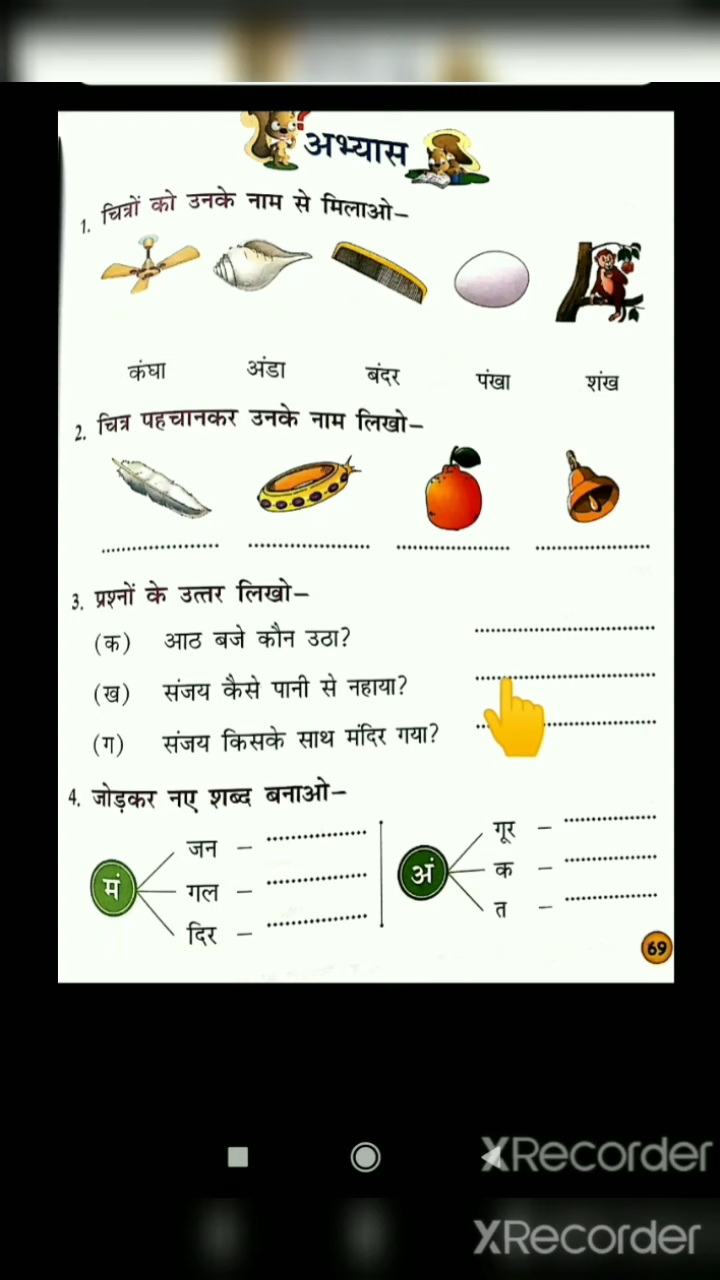 अभ्यास
1. चित्रों को उनके नाम से मिलाओ–
कंघा अंडा बंदर पंखा शंख
2. चित्र पहचानकर उनके नाम लिखो–
3. प्रश्नों के उत्तर लिखो–
(क) आठ बजे कौन उठा?
(ख) संजय कैसे पानी से नहाया?
(ग) संजय किसके साथ मंदिर गया?
4. जोड़कर नए शब्द बनाओ–
मं
जन –
गल –
दिर –
अं
गूर –
क –
त –
69
XRecorder
XRecorder